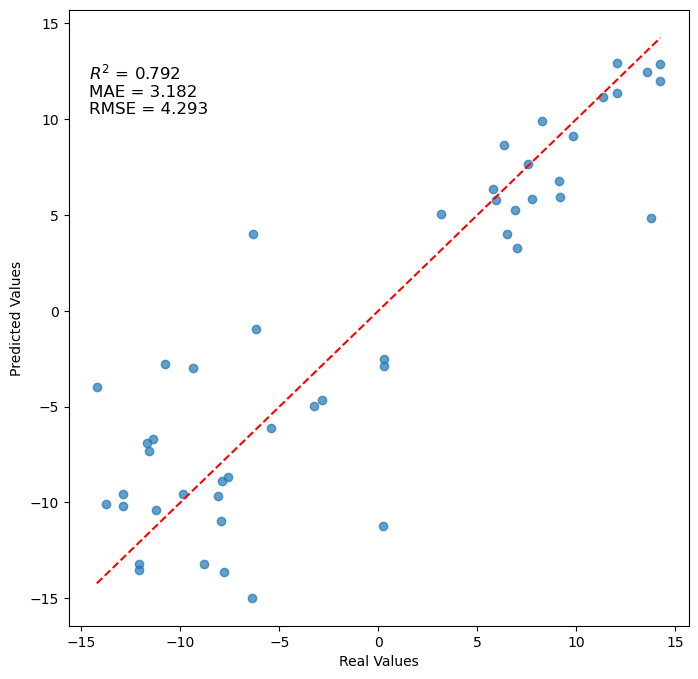 15
10
5
0
−5
−10
−15
Predicted Values
R² = 0.792
MAE = 3.182
RMSE = 4.293
−15
−10
−5
0
5
10
15
Real Values